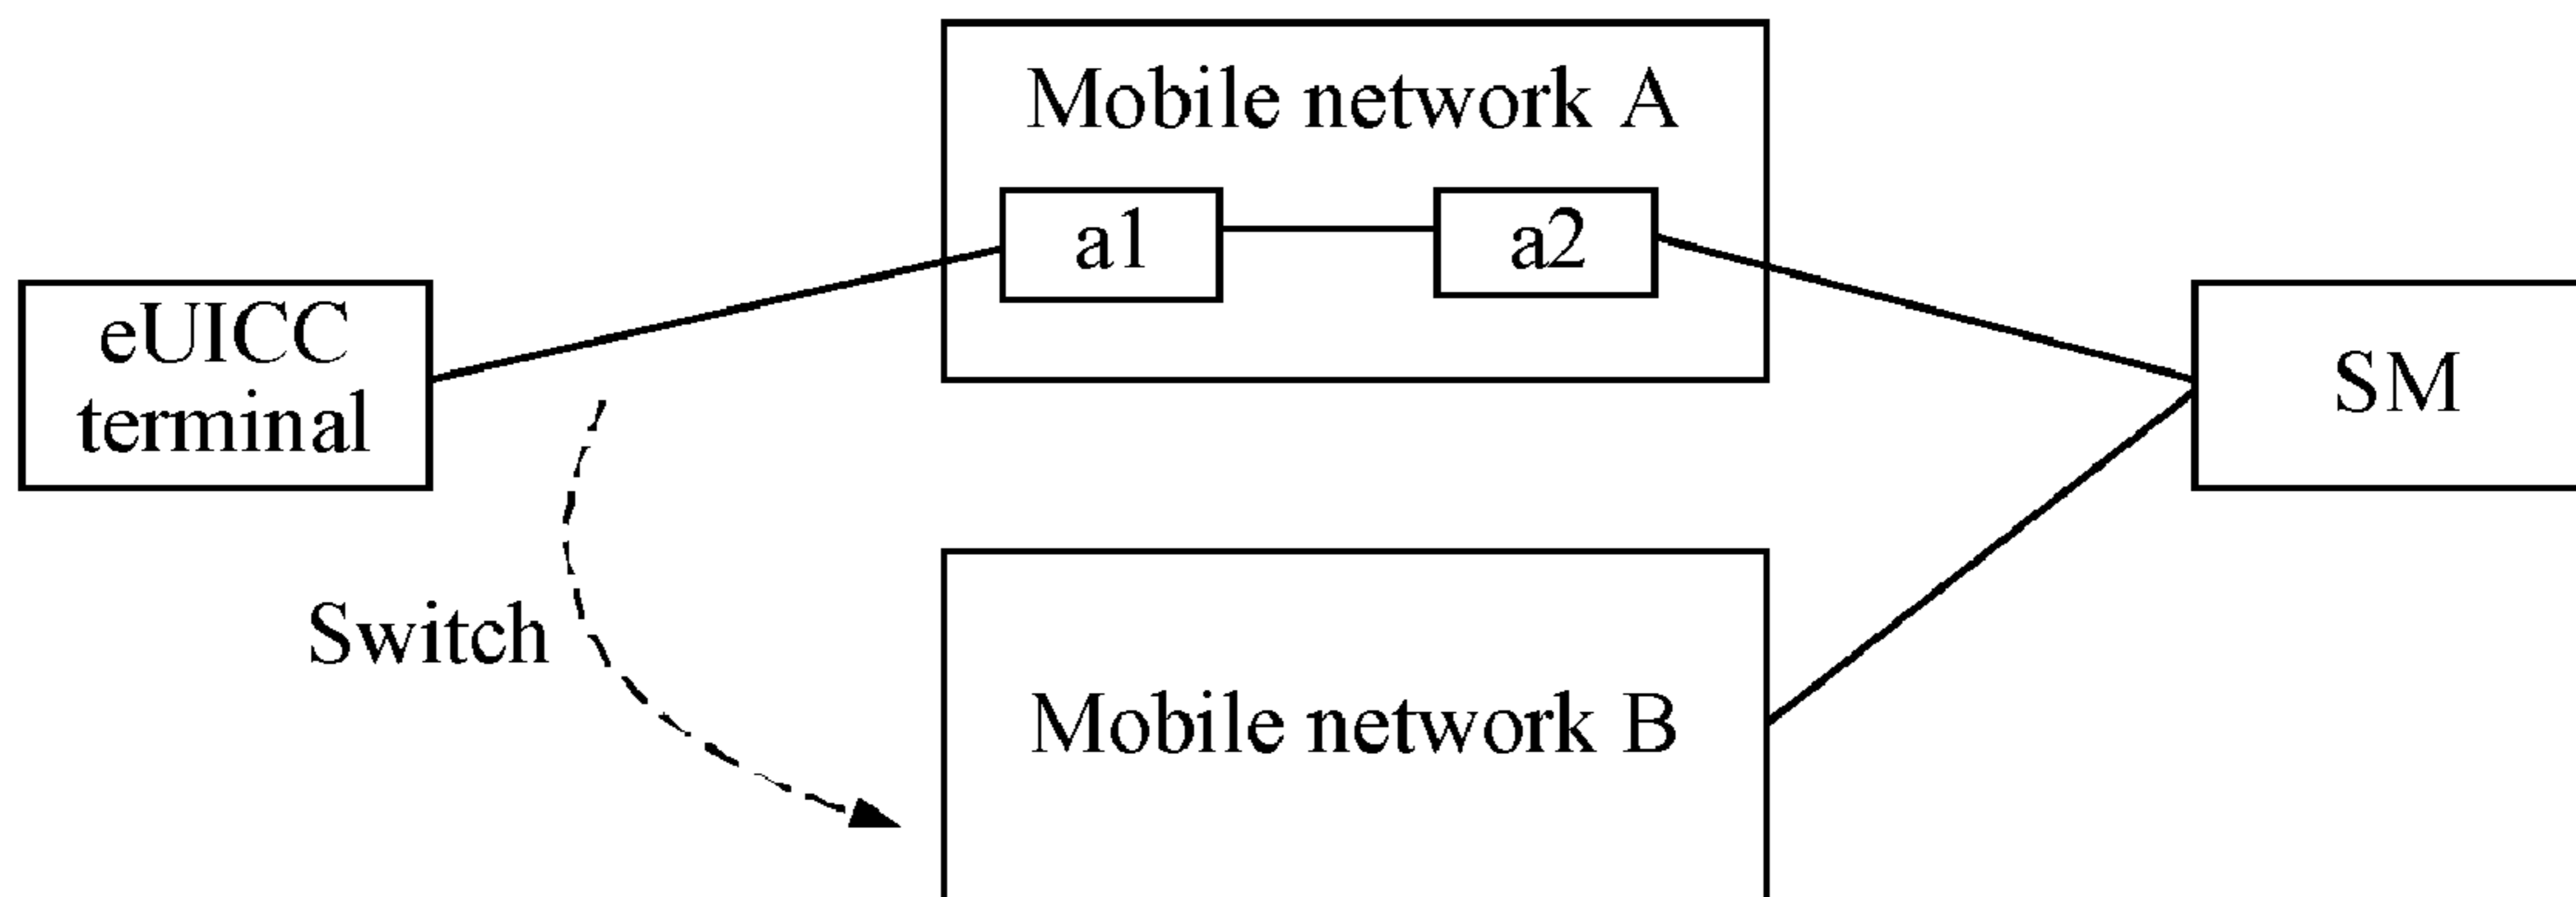 Mobile network A
a1
a2
eUICC
terminal
SM
Switch
Mobile network B